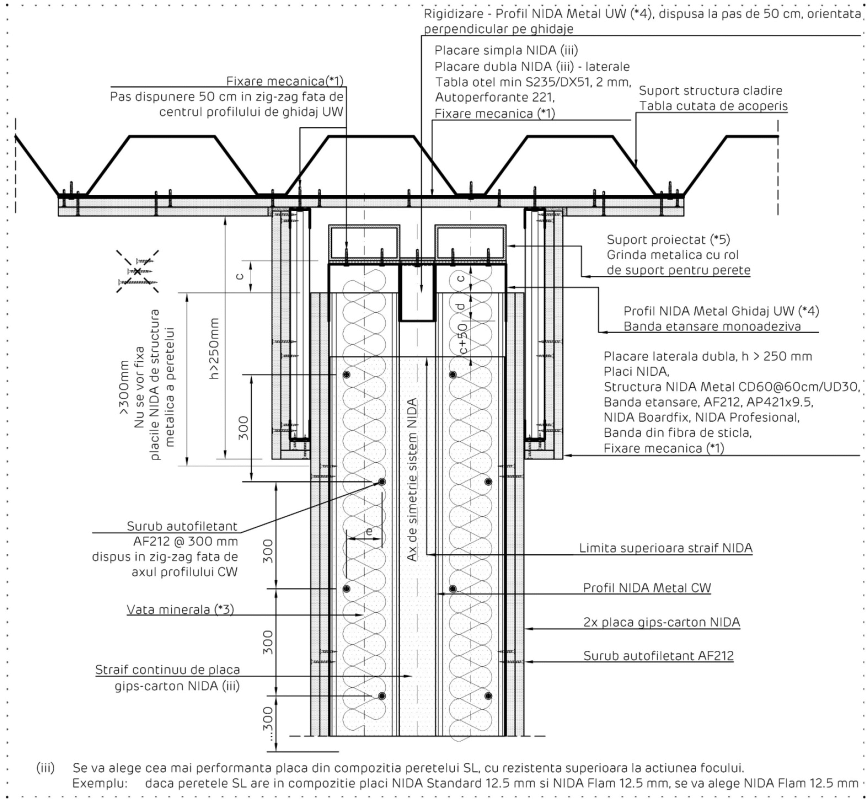 Rigidizare - Profil NIDA Metal UW (*4), dispusa la pas de 50 cm, orientata
perpendicular pe ghidaje
Placare simpla NIDA (iii)
Placare dubla NIDA (iii) - laterale
Tabla otel min S235/DX51, 2 mm,
Autoperforante 221,
Fixare mecanica (*1)
Fixare mecanica(*1)
Pas dispunere 50 cm in zig-zag fata de
centrul profilului de ghidaj UW
Suport structura cladire
Tabla cutata de acoperis
Suport proiectat (*5)
Grinda metalica cu rol
de suport pentru perete
Profil NIDA Metal Ghidaj UW (*4)
Banda etansare monoadeziva
Placare laterala dubla, h > 250 mm
Placi NIDA,
Structura NIDA Metal CD60@60cm/UD30,
Banda etansare, AF212, AP421x9.5,
NIDA Boardfix, NIDA Profesional,
Banda din fibra de sticla,
Fixare mecanica (*1)
>300mm
Nu se vor fixa
placile NIDA de structura
metalica a peretelui
h>250mm
c
c
d
c+50
300
300
300
...300
e
Ax de simetrie sistem NIDA
Surub autofiletant
AF212 @ 300 mm
dispus in zig-zag fata de
axul profilului CW
Vata minerala (*3)
Straif continuu de placa
gips-carton NIDA (iii)
Limita superioara straif NIDA
Profil NIDA Metal CW
2x placa gips-carton NIDA
Surub autofiletant AF212
(iii) Se va alege cea mai performanta placa din compozitia peretelui SL, cu rezistenta superioara la actiunea focului.
Exemplu: daca peretele SL are in compozitie placi NIDA Standard 12.5 mm si NIDA Flam 12.5 mm, se va alege NIDA Flam 12.5 mm